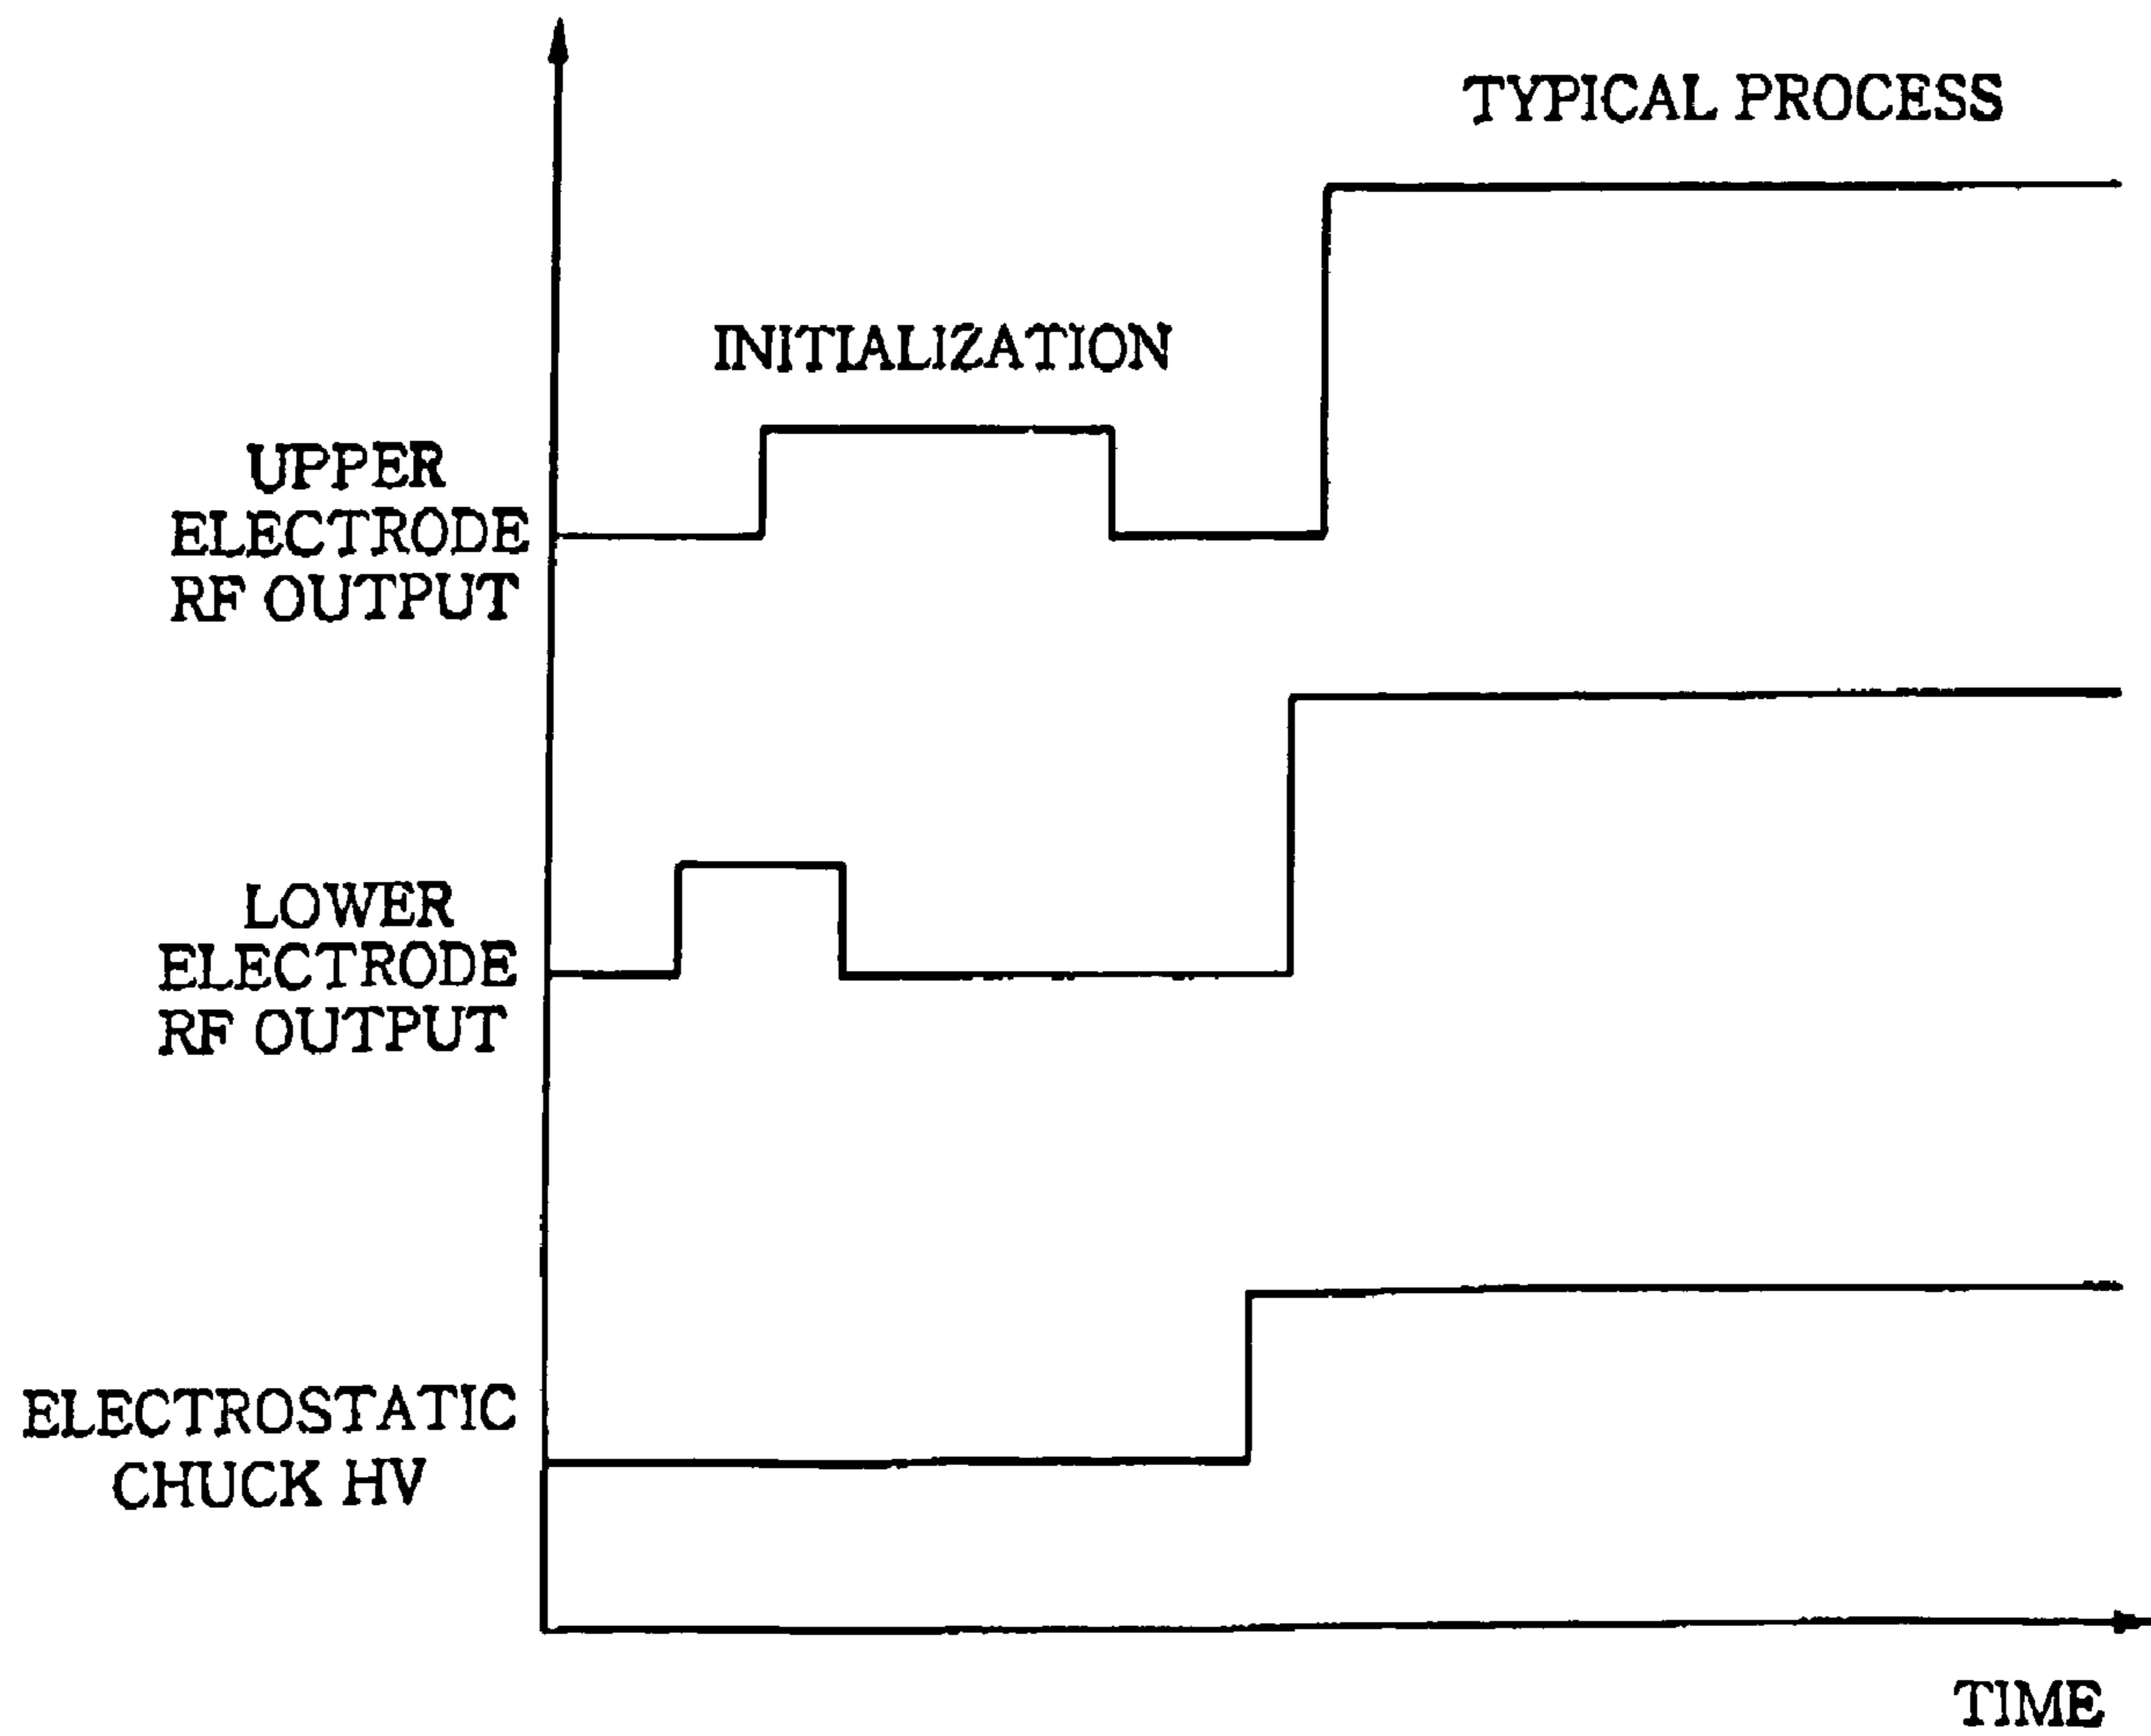 TYPICAL PROCESS
INITIALIZATION
UPPER
ELECTRODE
RF OUTPUT
LOWER
ELECTRODE
RF OUTPUT
ELECTROSTATIC
CHUCK HV
TIME